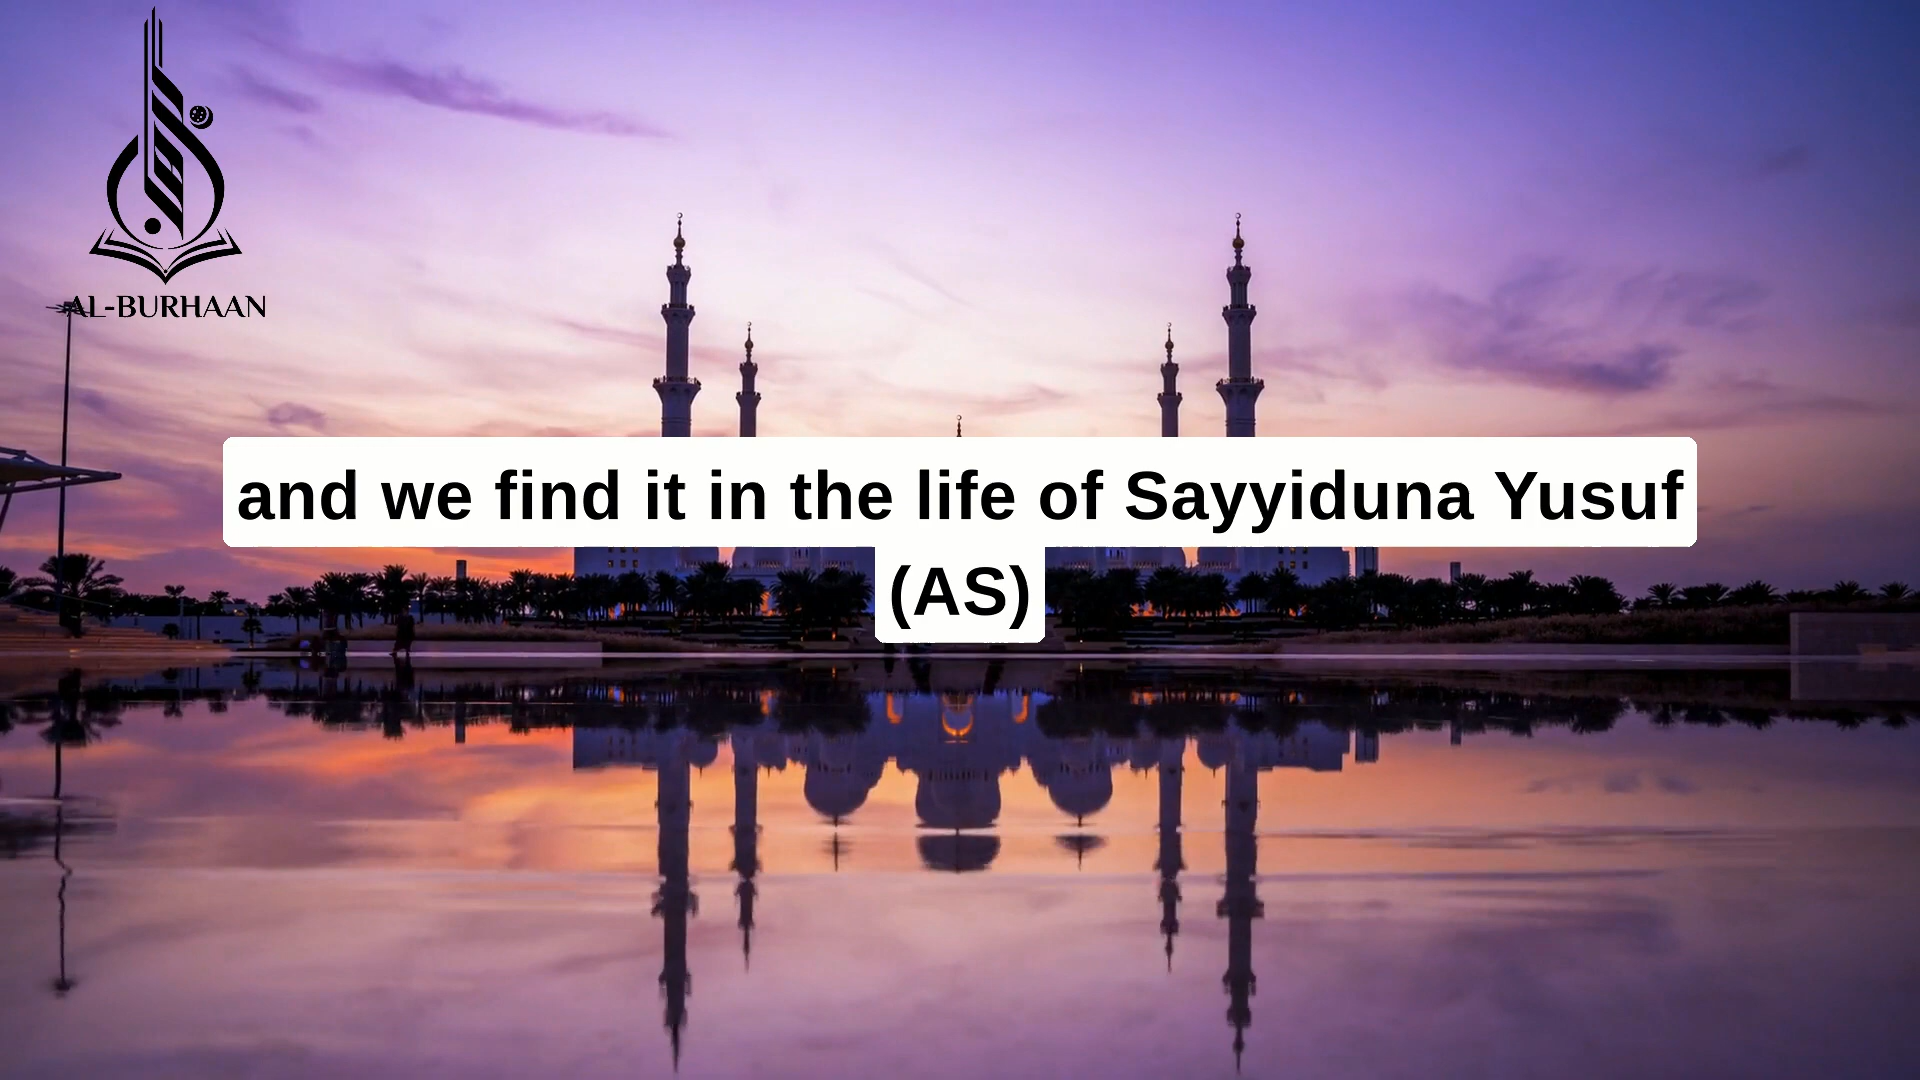 AL-BURHAAN
and we find it in the life of Sayyiduna Yusuf
(AS)